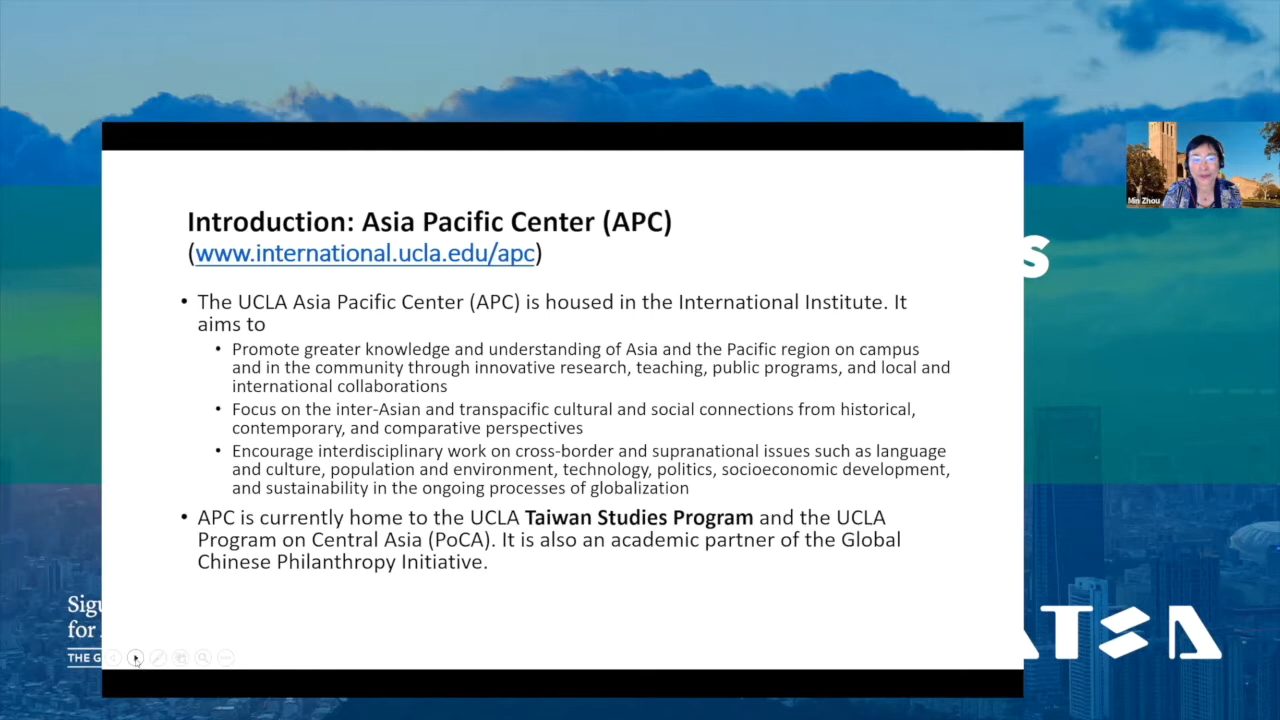 Introduction: Asia Pacific Center (APC)
(www.international.ucla.edu/apc)
• The UCLA Asia Pacific Center (APC) is housed in the International Institute. It
aims to
• Promote greater knowledge and understanding of Asia and the Pacific region on campus
and in the community through innovative research, teaching, public programs, and local and
international collaborations
• Focus on the inter-Asian and transpacific cultural and social connections from historical,
contemporary, and comparative perspectives
• Encourage interdisciplinary work on cross-border and supranational issues such as language
and culture, population and environment, technology, politics, socioeconomic development,
and sustainability in the ongoing processes of globalization
• APC is currently home to the UCLA Taiwan Studies Program and the UCLA
Program on Central Asia (PoCA). It is also an academic partner of the Global
Chinese Philanthropy Initiative.
Min Zhou
s
Sigu
for
THE G